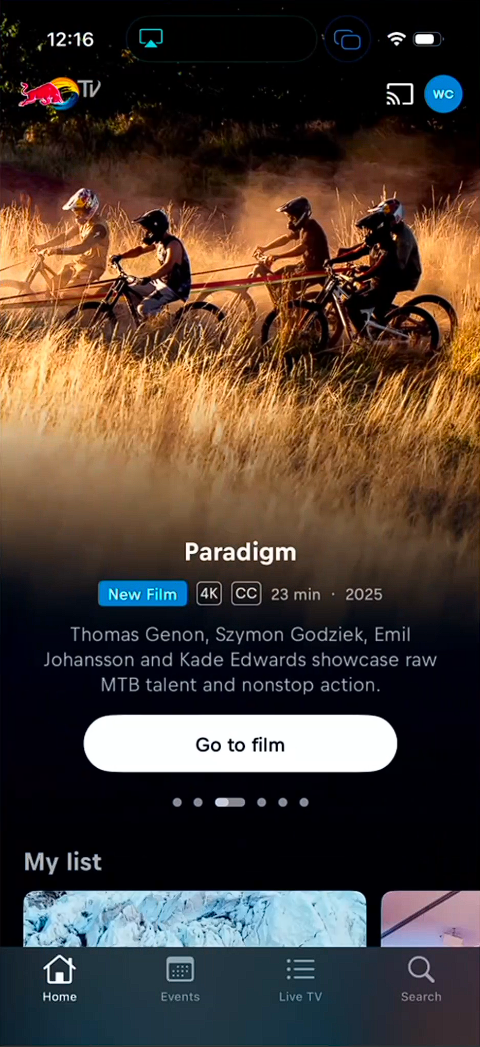 12:16
TV
WC
Paradigm
New Film 4K CC 23 min · 2025
Thomas Genon, Szymon Godziek, Emil
Johansson and Kade Edwards showcase raw
MTB talent and nonstop action.
Go to film
My list
Home Events Live TV Search